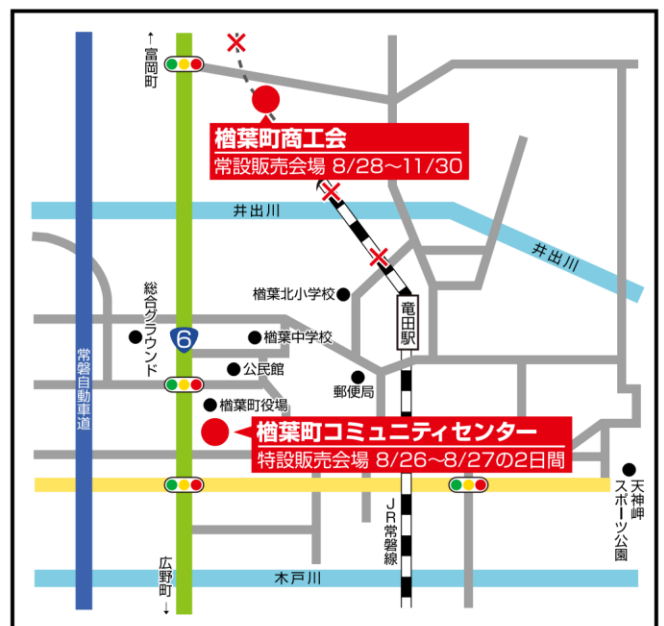 ↑富岡町
楢葉町商工会
常設販売会場 8/28〜11/30
井出川
井出川
楢葉北小学校
総合グラウンド
6
楢葉中学校
竜田駅
公民館
郵便局
常磐自動車道
楢葉町役場
楢葉町コミュニティセンター
特設販売会場 8/26〜8/27の2日間
天神岬
スポーツ公園
JR常磐線
広野町↓
木戸川